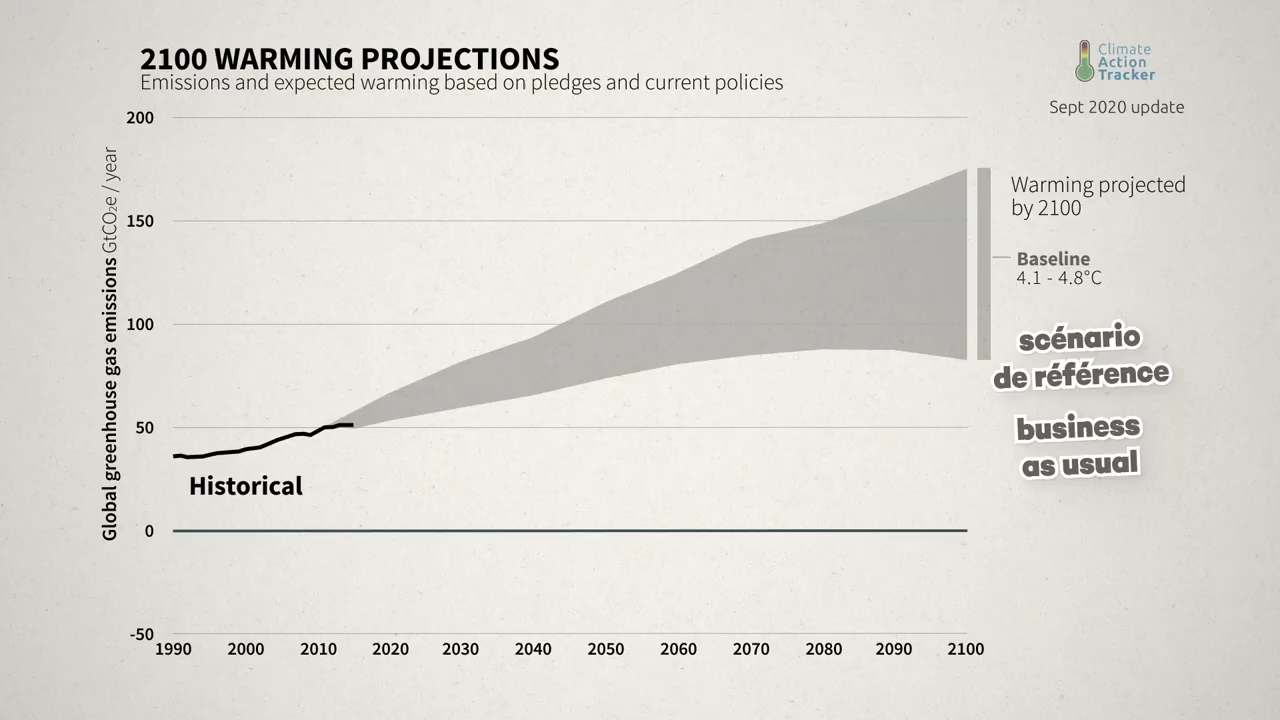 2100 WARMING PROJECTIONS
Emissions and expected warming based on pledges and current policies
Climate
Action
Tracker
Sept 2020 update
Global greenhouse gas emissions GtCO₂e / year
200
150
100
50
0
-50
Historical
1990 2000 2010 2020 2030 2040 2050 2060 2070 2080 2090 2100
Warming projected
by 2100
Baseline
4.1 - 4.8°C
scénario
de référence
business
as usual